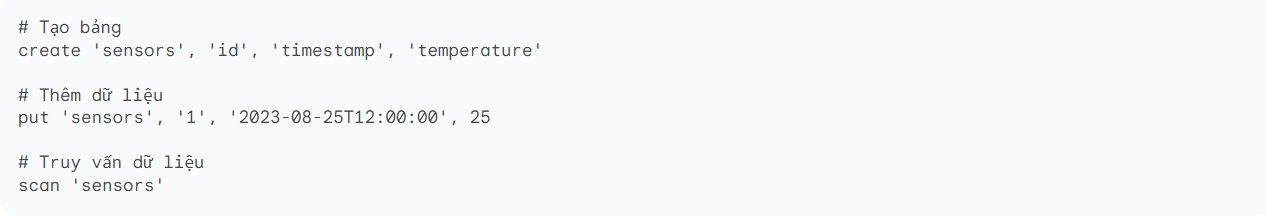 # Tạo bảng
create 'sensors', 'id', 'timestamp', 'temperature'
# Thêm dữ liệu
put 'sensors', '1', '2023-08-25T12:00:00', 25
# Truy vấn dữ liệu
scan 'sensors'